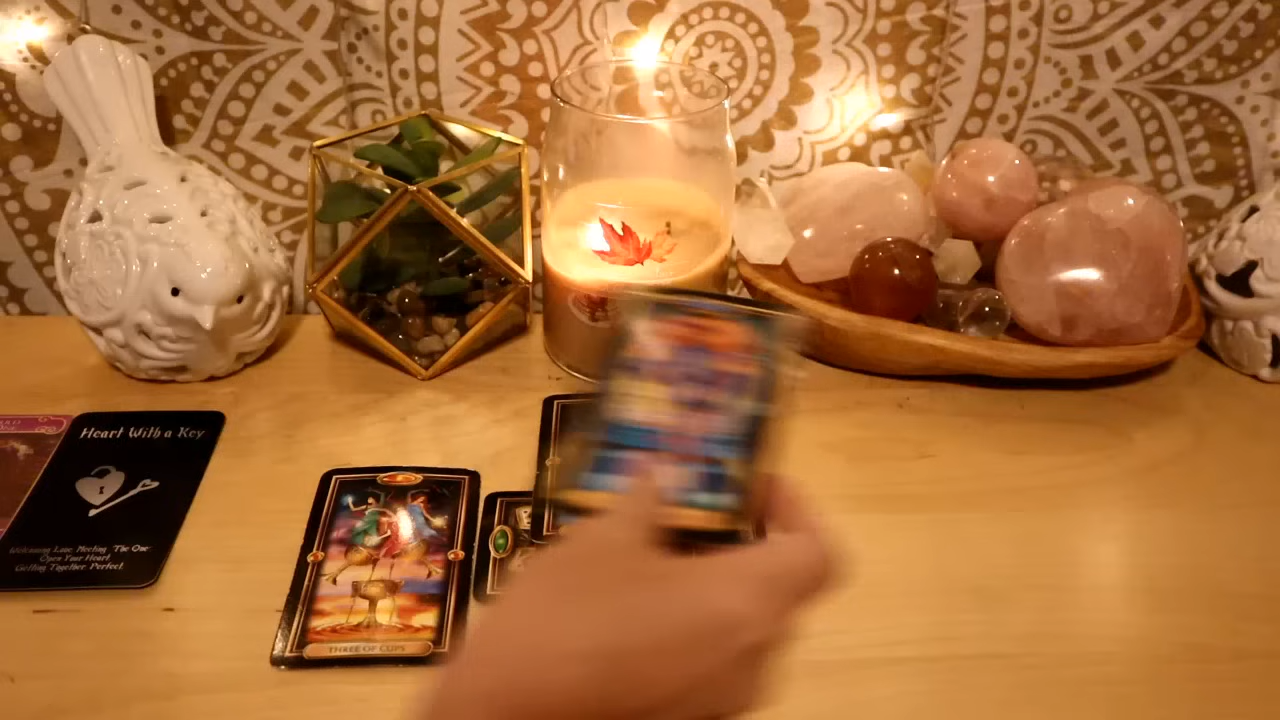 Heart With a Key
Welcoming Love, Meeting "The One"
Open Your Heart,
Getting Together, Perfect.
THREE OF CUPS